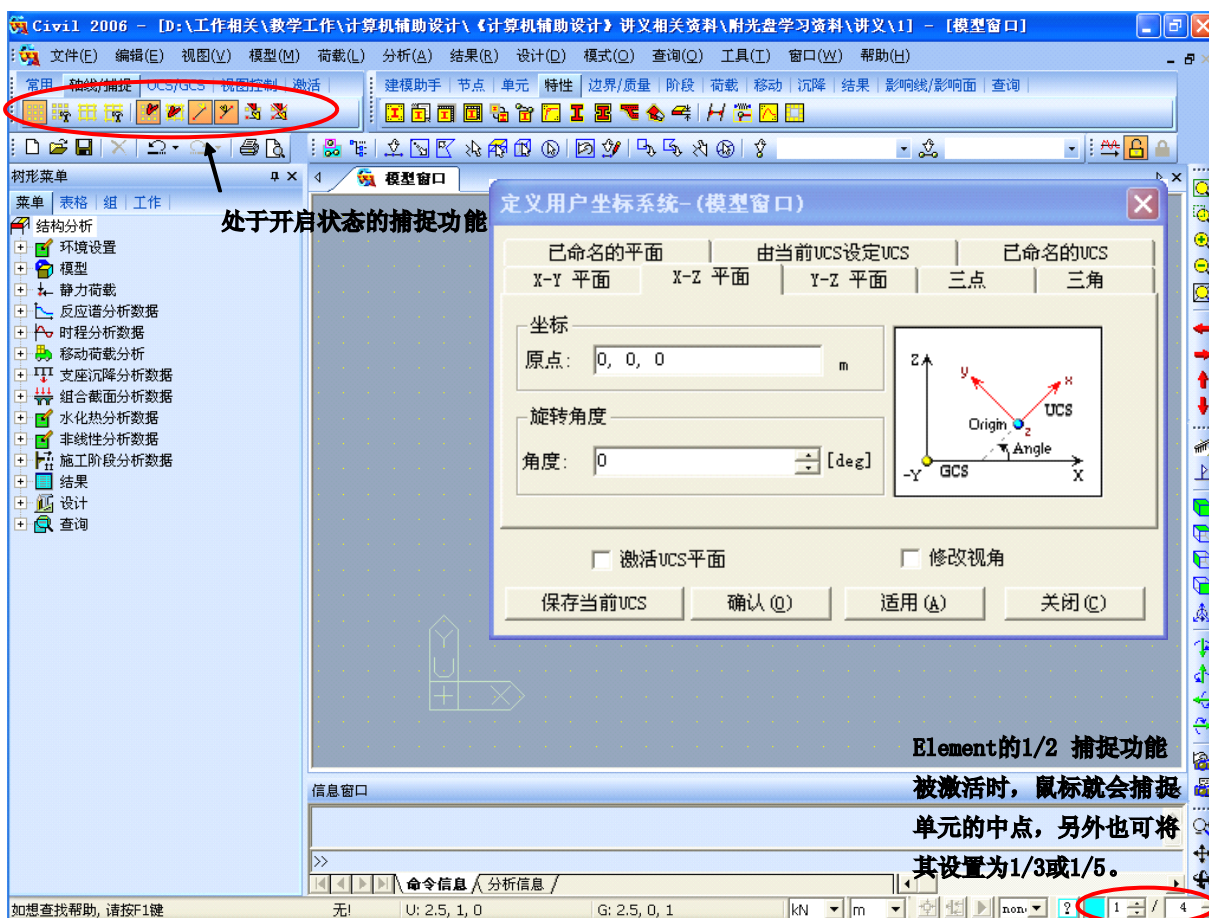 Civil 2006 - [D:\工作相关\教学工作\计算机辅助设计\《计算机辅助设计》讲义相关资料\附光盘学习资料\讲义\1] - [模型窗口]
文件(F) 编辑(E) 视图(V) 模型(M) 荷载(L) 分析(A) 结果(R) 设计(D) 模式(O) 查询(Q) 工具(T) 窗口(W) 帮助(H)
常用 轴线/捕捉 UCS/GCS 视图控制 激活 建模助手 节点 单元 特性 边界/质量 阶段 荷载 移动 沉降 结果 影响线/影响面 查询
树形菜单
模型窗口
菜单 表格 组 工作
处于开启状态的捕捉功能
结构分析
环境设置
模型
静力荷载
反应谱分析数据
时程分析数据
移动荷载分析
支座沉降分析数据
组合截面分析数据
水化热分析数据
非线性分析数据
施工阶段分析数据
结果
设计
查询
定义用户坐标系统-(模型窗口)
已命名的平面 由当前UCS设定UCS 已命名的UCS
X-Y 平面 X-Z 平面 Y-Z 平面 三点 三角
坐标
原点: 0, 0, 0 m
旋转角度
角度: 0 [deg]
Z
y
x
UCS
Origin
z
Angle
-Y GCS X
激活UCS平面 修改视角
保存当前UCS 确认(O) 适用(A) 关闭(C)
Y
U
X
Element的1/2 捕捉功能
被激活时，鼠标就会捕捉
单元的中点，另外也可将
其设置为1/3或1/5。
信息窗口
>>
命令信息 分析信息
如想查找帮助, 请按F1键 无! U: 2.5, 1, 0 G: 2.5, 0, 1 kN m non ? 1 / 4